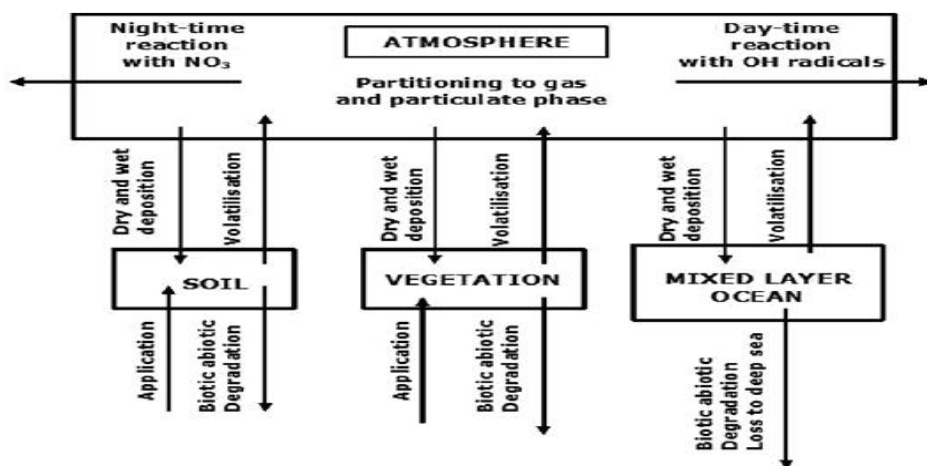 Night-time
reaction
with NO₃
ATMOSPHERE
Partitioning to gas
and particulate phase
Day-time
reaction
with OH radicals
Dry and wet
deposition
Volatilisation
Dry and wet
deposition
Volatilisation
Dry and wet
deposition
Volatilisation
SOIL
VEGETATION
MIXED LAYER
OCEAN
Application
Biotic abiotic
Degradation
Application
Biotic abiotic
Degradation
Biotic abiotic
Degradation
Loss to deep sea